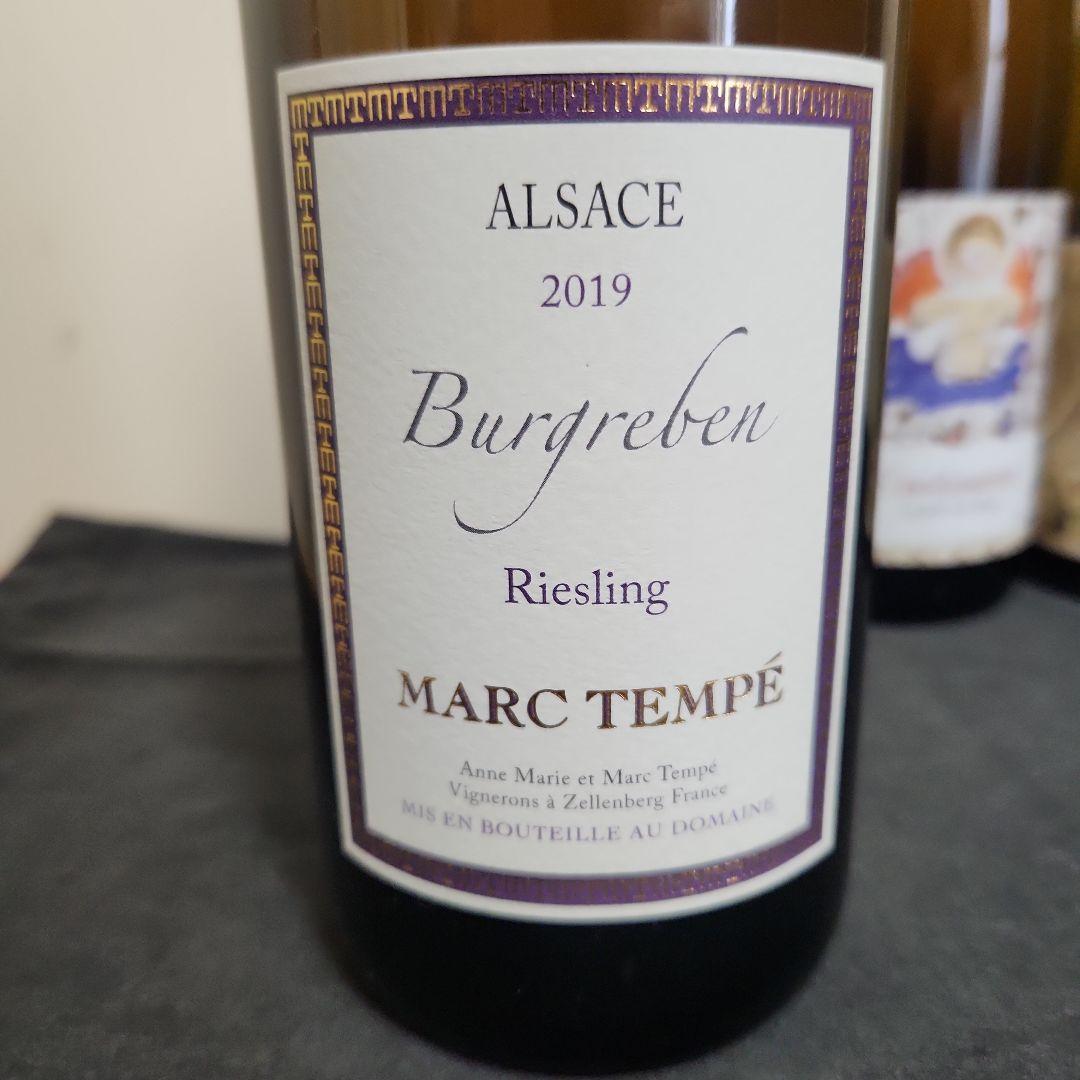 ALSACE
2019
Burgreben
Riesling
MARC TEMPÉ
Anne Marie et Marc Tempé
Vignerons à Zellenberg France
MIS EN BOUTEILLE AU DOMAINE